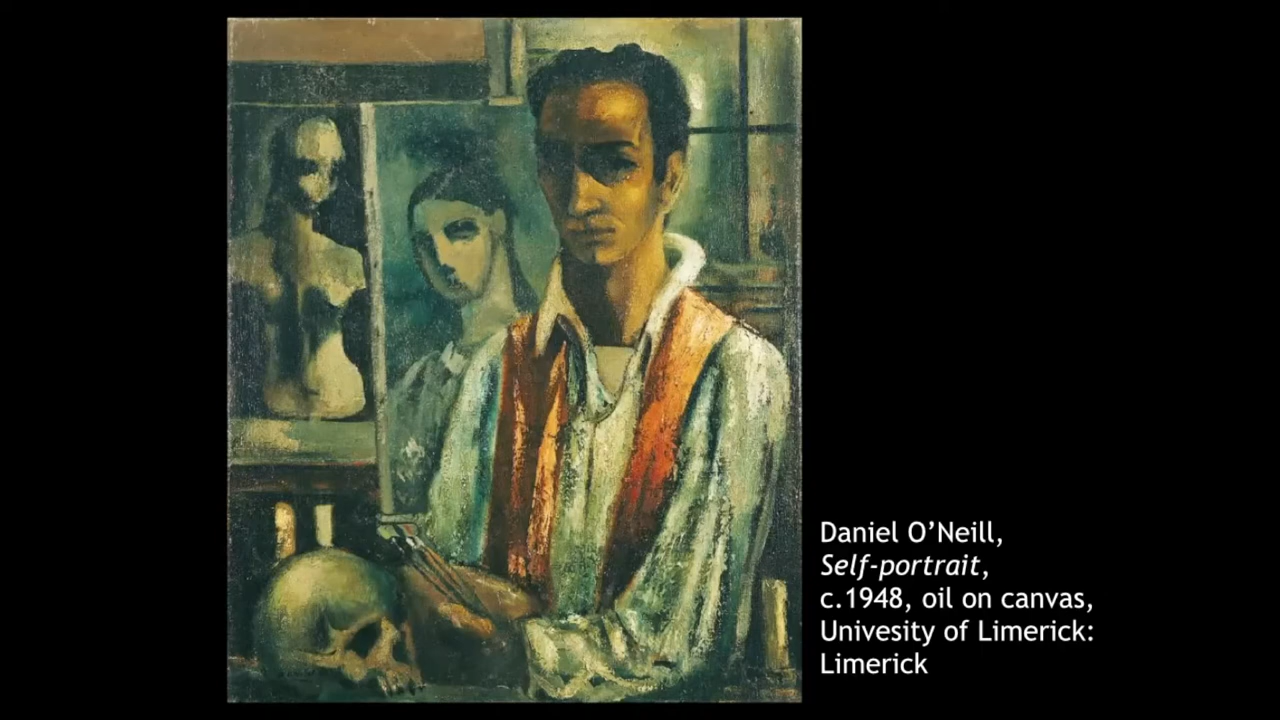 Daniel O’Neill,
Self-portrait,
c.1948, oil on canvas,
Univesity of Limerick:
Limerick